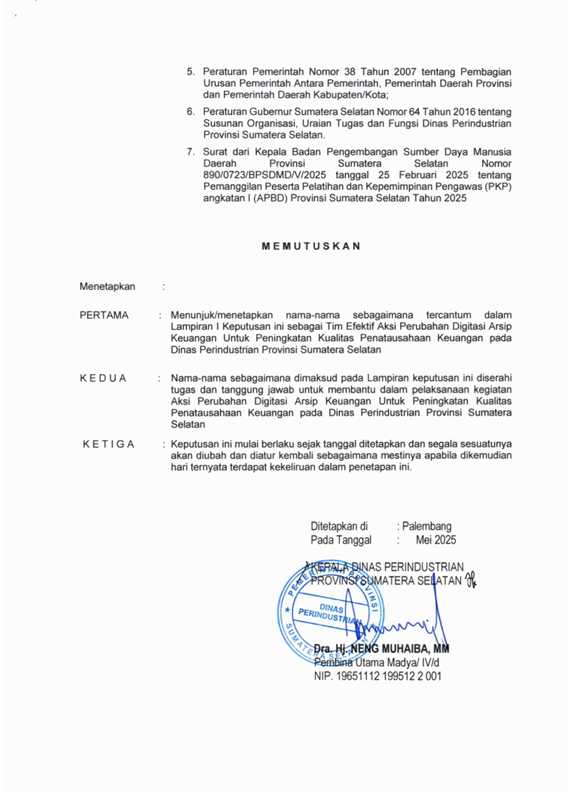 5. Peraturan Pemerintah Nomor 38 Tahun 2007 tentang Pembagian
Urusan Pemerintah Antara Pemerintah, Pemerintah Daerah Provinsi
dan Pemerintah Daerah Kabupaten/Kota;
6. Peraturan Gubernur Sumatera Selatan Nomor 64 Tahun 2016 tentang
Susunan Organisasi, Uraian Tugas dan Fungsi Dinas Perindustrian
Provinsi Sumatera Selatan.
7. Surat dari Kepala Badan Pengembangan Sumber Daya Manusia
Daerah Provinsi Sumatera Selatan Nomor
890/0723/BPSDMD/V/2025 tanggal 25 Februari 2025 tentang
Pemanggilan Peserta Pelatihan dan Kepemimpinan Pengawas (PKP)
angkatan I (APBD) Provinsi Sumatera Selatan Tahun 2025
M E M U T U S K A N
Menetapkan :
PERTAMA : Menunjuk/menetapkan nama-nama sebagaimana tercantum dalam
Lampiran I Keputusan ini sebagai Tim Efektif Aksi Perubahan Digitasi Arsip
Keuangan Untuk Peningkatan Kualitas Penatausahaan Keuangan pada
Dinas Perindustrian Provinsi Sumatera Selatan
K E D U A : Nama-nama sebagaimana dimaksud pada Lampiran keputusan ini diserahi
tugas dan tanggung jawab untuk membantu dalam pelaksanaan kegiatan
Aksi Perubahan Digitasi Arsip Keuangan Untuk Peningkatan Kualitas
Penatausahaan Keuangan pada Dinas Perindustrian Provinsi Sumatera
Selatan
K E T I G A : Keputusan ini mulai berlaku sejak tanggal ditetapkan dan segala sesuatunya
akan diubah dan diatur kembali sebagaimana mestinya apabila dikemudian
hari ternyata terdapat kekeliruan dalam penetapan ini.
Ditetapkan di : Palembang
Pada Tanggal : Mei 2025
KEPALA DINAS PERINDUSTRIAN
PROVINSI SUMATERA SELATAN
PEMERINTAH PROVINSI
DINAS
PERINDUSTRIAN
SUMATERA SELATAN
Dra. Hj. NENG MUHAIBA, MM
Pembina Utama Madya/ IV/d
NIP. 19651112 199512 2 001